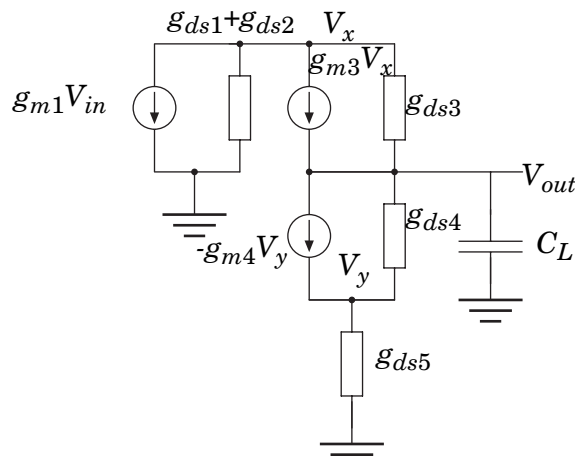 g_{ds1}+g_{ds2}
V_x
g_{m3}V_x
g_{m1}V_{in}
g_{ds3}
V_{out}
g_{ds4}
-g_{m4}V_y
V_y
C_L
g_{ds5}